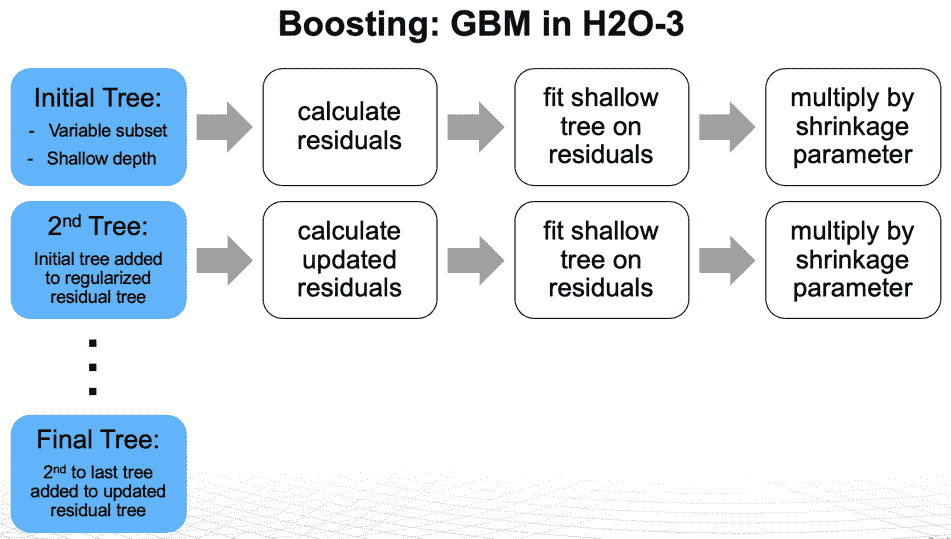 Boosting: GBM in H2O-3
Initial Tree:
- Variable subset
- Shallow depth
calculate
residuals
fit shallow
tree on
residuals
multiply by
shrinkage
parameter
2nd Tree:
Initial tree added
to regularized
residual tree
calculate
updated
residuals
fit shallow
tree on
residuals
multiply by
shrinkage
parameter
Final Tree:
2nd to last tree
added to updated
residual tree